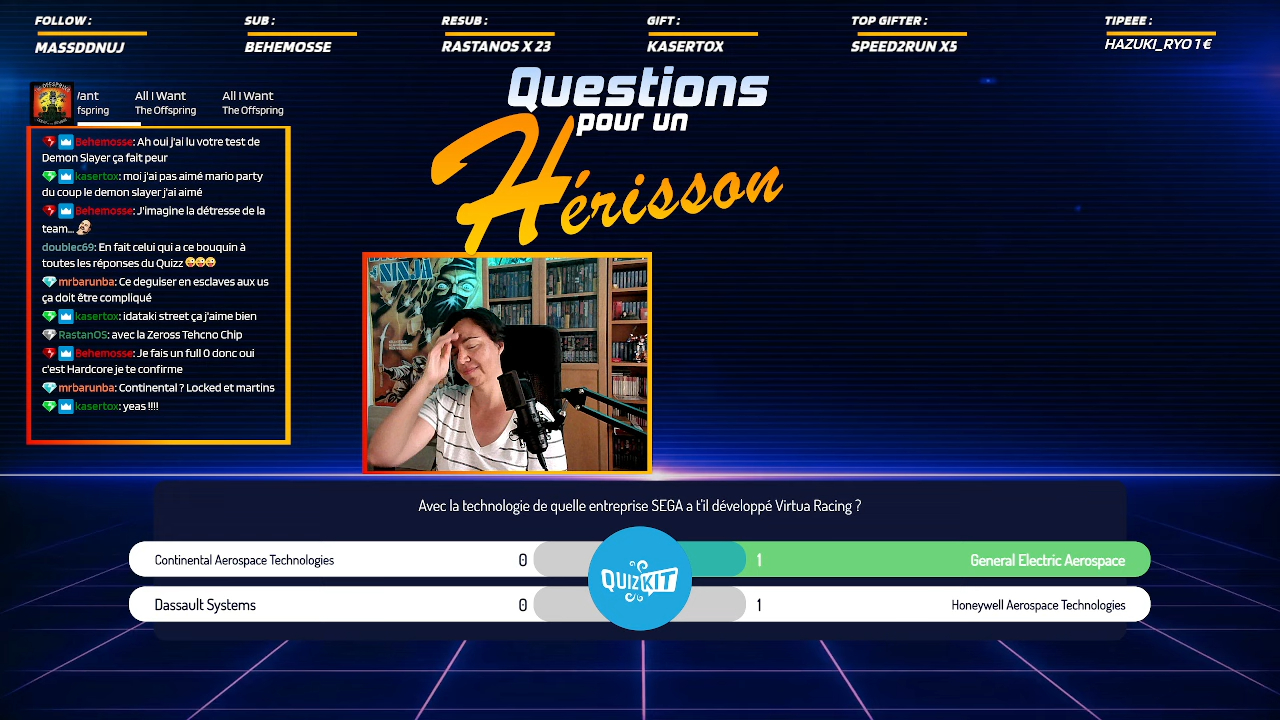 FOLLOW :
MASSDDNUJ
SUB :
BEHEMOSSE
RESUB :
RASTANOS X 23
GIFT :
KASERTOX
TOP GIFTER :
SPEED2RUN X5
TIPEEE :
HAZUKI_RYO 1 €
Want
fspring
All I Want
The Offspring
All I Want
The Offspring
Questions
pour un
Hérisson
Behemosse: Ah oui j'ai lu votre test de
Demon Slayer ça fait peur
kasertox: moi j'ai pas aimé mario party
du coup le demon slayer j'ai aimé
Behemosse: J'imagine la détresse de la
team...
doublec69: En fait celui qui a ce bouquin à
toutes les réponses du Quizz
mrbarunba: Ce deguiser en esclaves aux us
ça doit être compliqué
kasertox: idataki street ça j'aime bien
RastanOS: avec la Zeross Tehcno Chip
Behemosse: Je fais un full 0 donc oui
c'est Hardcore je te confirme
mrbarunba: Continental ? Locked et martins
kasertox: yeas !!!!
NINJA
Avec la technologie de quelle entreprise SEGA a t'il développé Virtua Racing ?
Continental Aerospace Technologies 0
1 General Electric Aerospace
QUIZKIT
Dassault Systems 0
1 Honeywell Aerospace Technologies